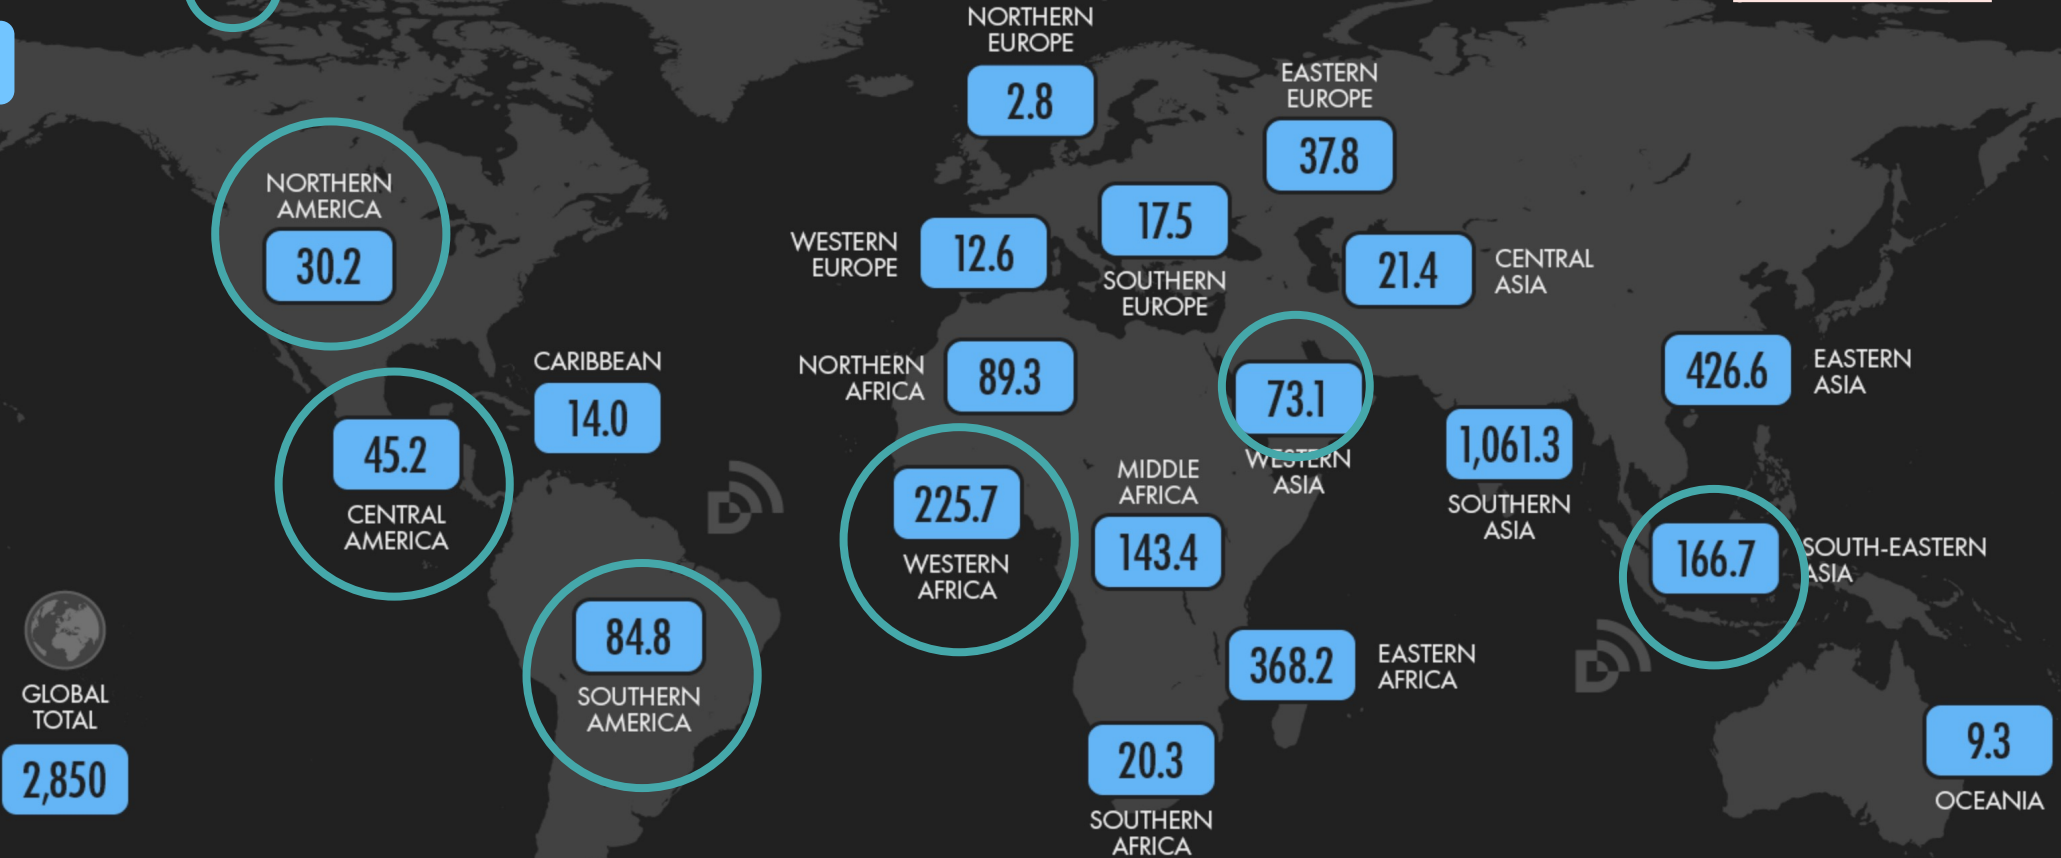 NORTHERN
EUROPE
2.8
EASTERN
EUROPE
37.8
NORTHERN
AMERICA
30.2
WESTERN
EUROPE
12.6
17.5
SOUTHERN
EUROPE
21.4
CENTRAL
ASIA
CARIBBEAN
14.0
NORTHERN
AFRICA
89.3
73.1
WESTERN
ASIA
426.6
EASTERN
ASIA
45.2
CENTRAL
AMERICA
225.7
WESTERN
AFRICA
MIDDLE
AFRICA
143.4
1,061.3
SOUTHERN
ASIA
166.7
SOUTH-EASTERN
ASIA
84.8
SOUTHERN
AMERICA
368.2
EASTERN
AFRICA
GLOBAL
TOTAL
2,850
20.3
SOUTHERN
AFRICA
9.3
OCEANIA